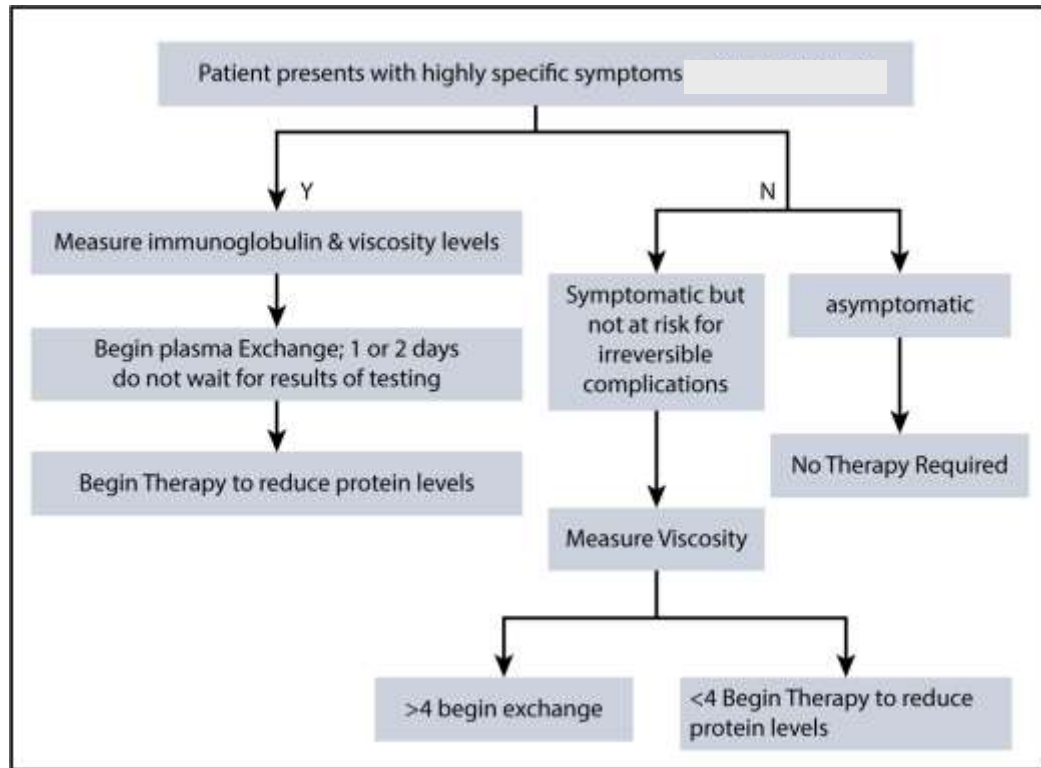 Patient presents with highly specific symptoms
Y
N
Measure immunoglobulin & viscosity levels
Begin plasma Exchange; 1 or 2 days
do not wait for results of testing
Begin Therapy to reduce protein levels
Symptomatic but
not at risk for
irreversible
complications
asymptomatic
No Therapy Required
Measure Viscosity
>4 begin exchange
<4 Begin Therapy to reduce
protein levels